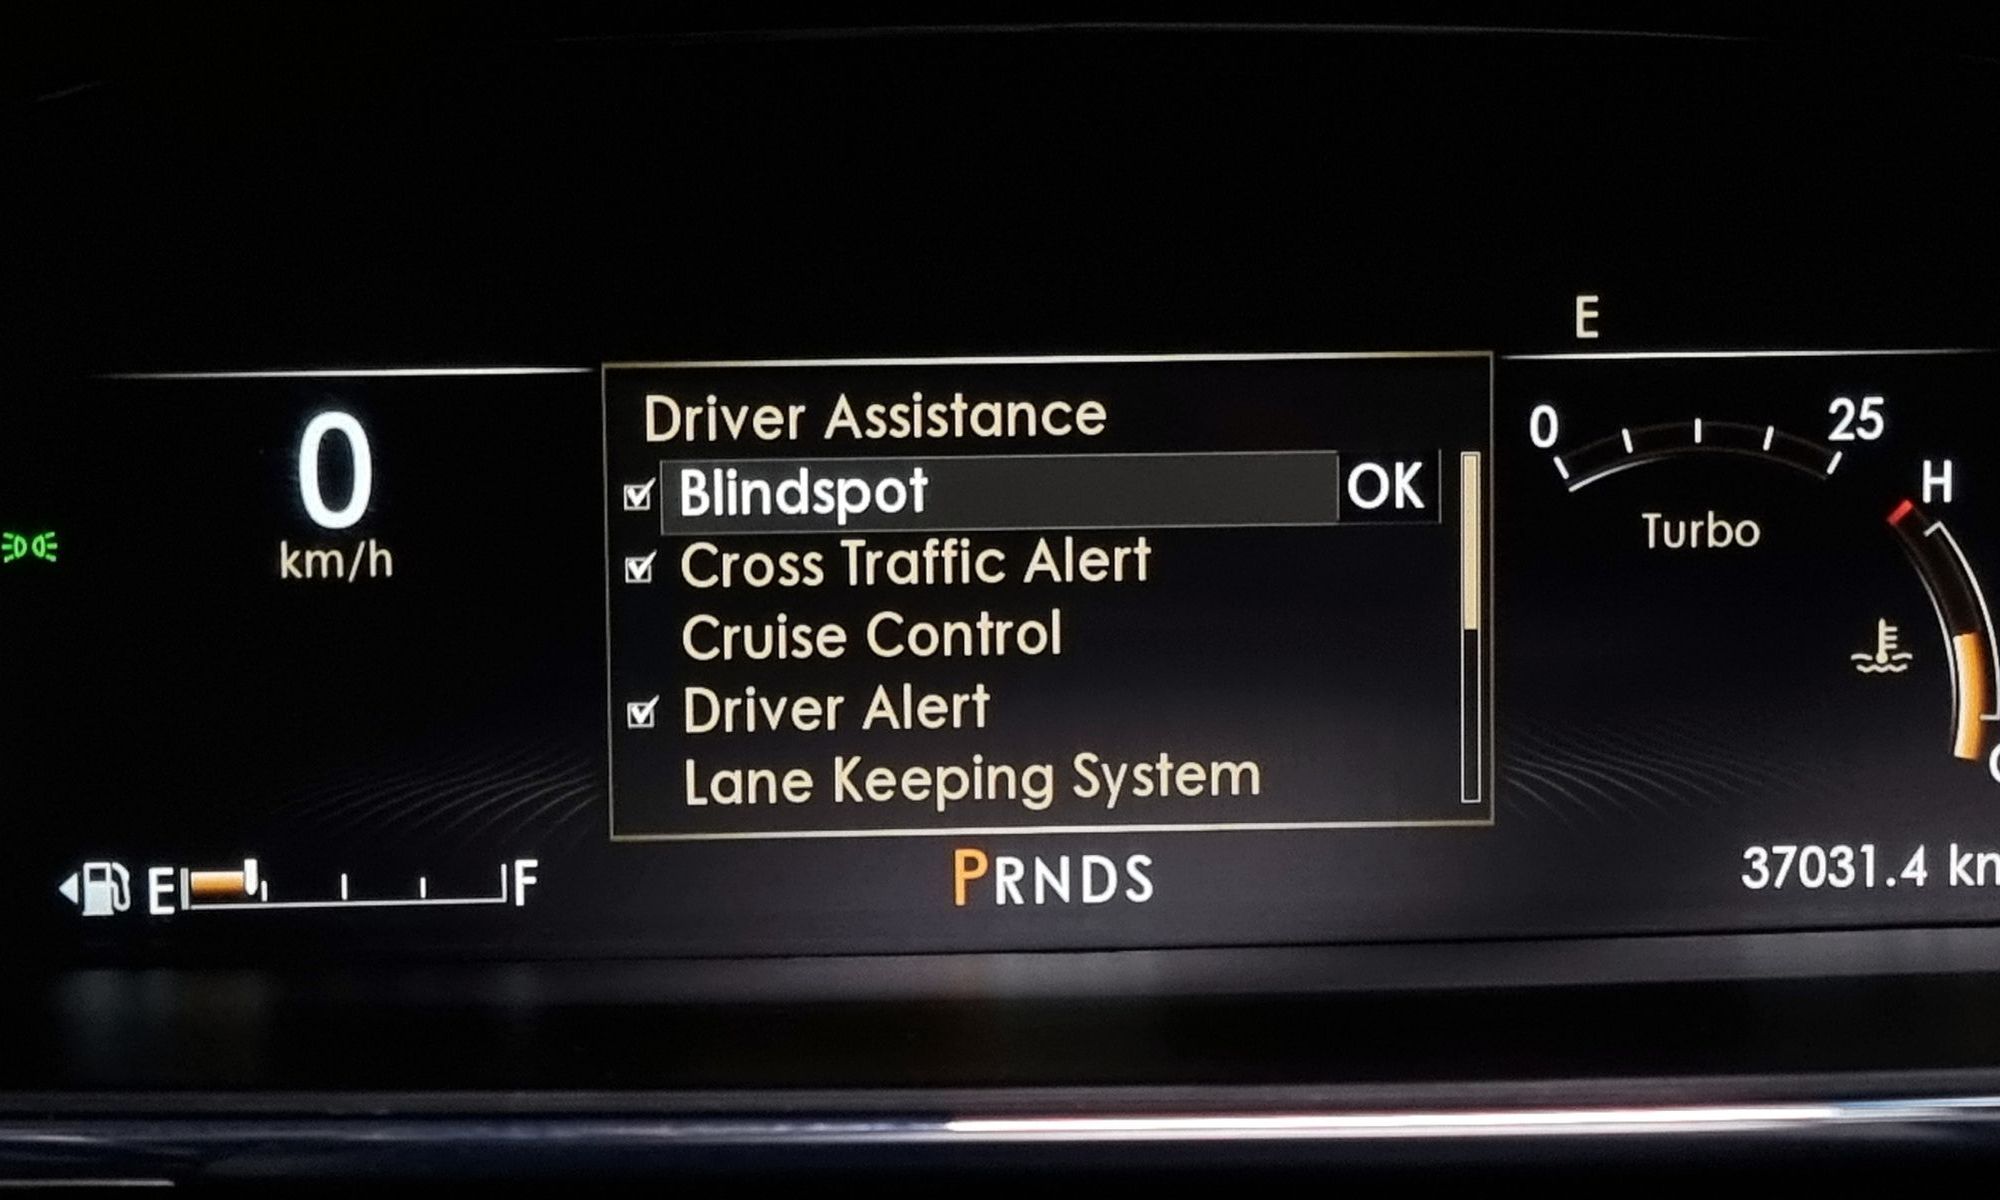 E
0
km/h
Driver Assistance
Blindspot OK
Cross Traffic Alert
Cruise Control
Driver Alert
Lane Keeping System
0 25
Turbo
H
E F
PRNDS
37031.4